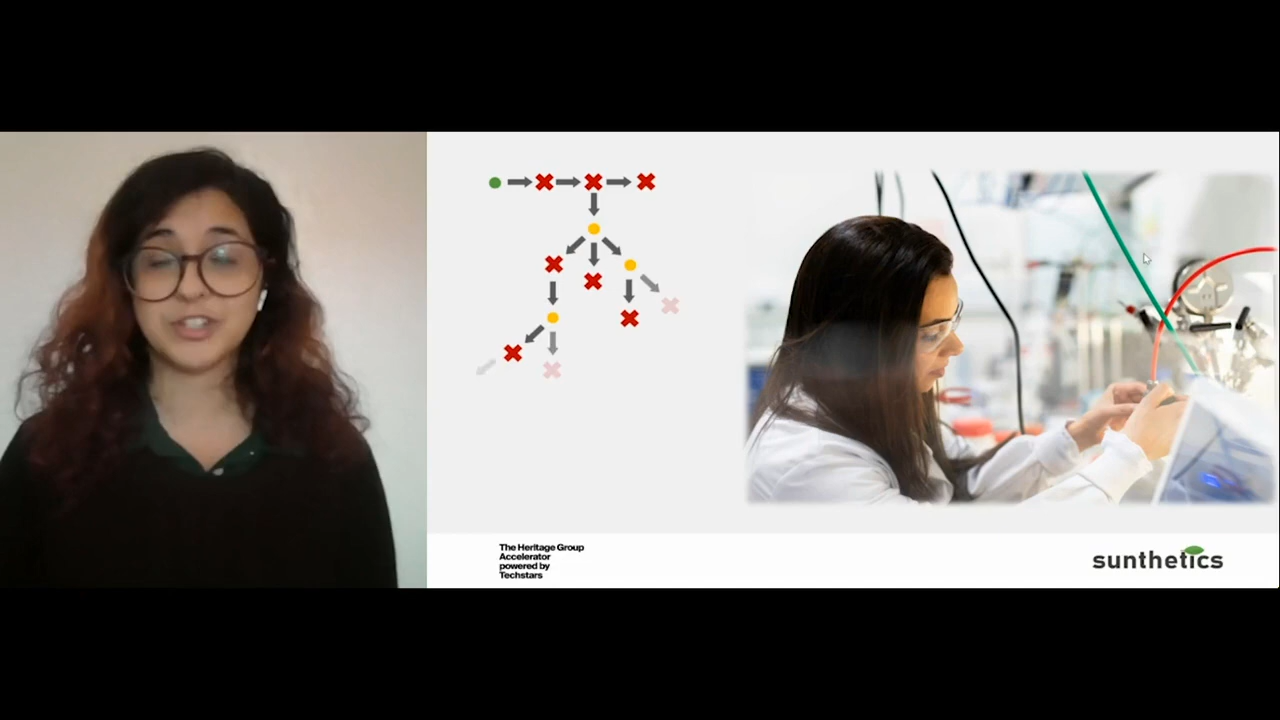 The Heritage Group
Accelerator
powered by
Techstars
sunthetics